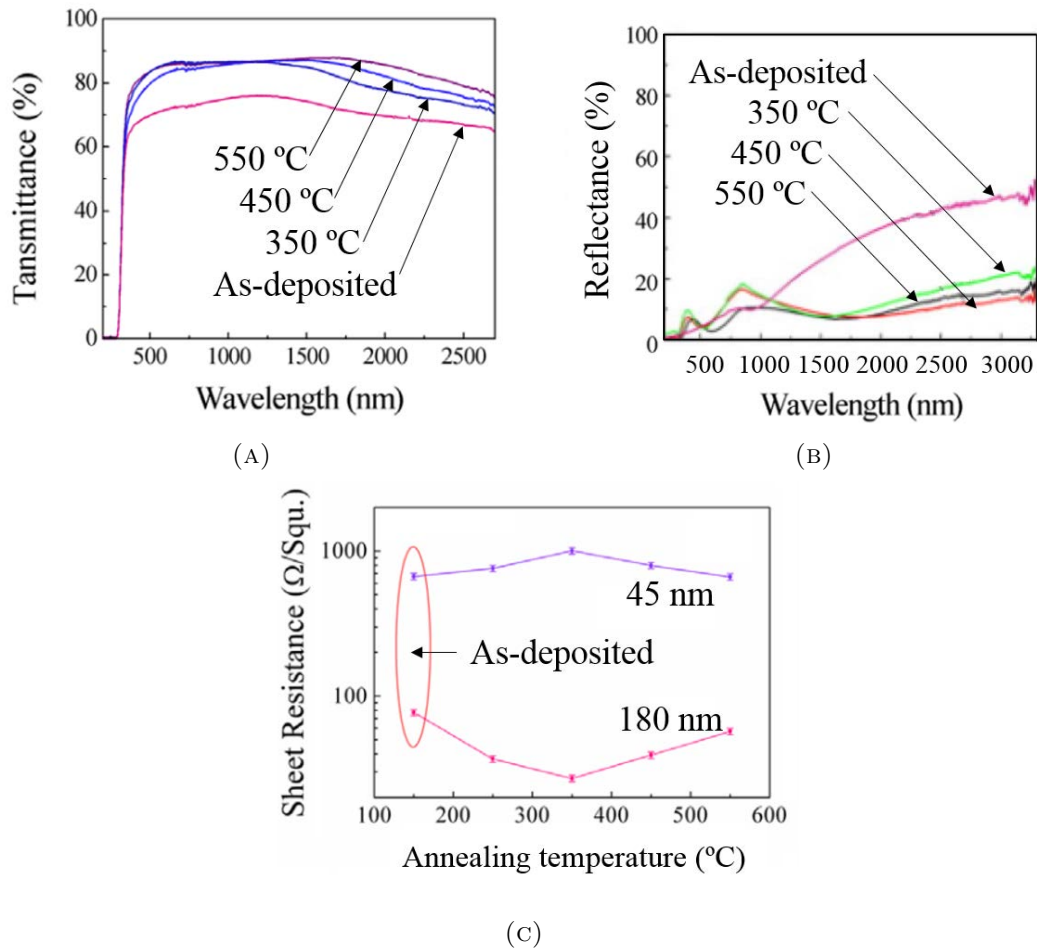 100
80
60
40
20
0
Tansmittance (%)
550 ºC
450 ºC
350 ºC
As-deposited
500 1000 1500 2000 2500
Wavelength (nm)
(A)
100
80
60
40
20
0
Reflectance (%)
As-deposited
350 ºC
450 ºC
550 ºC
500 1000 1500 2000 2500 3000
Wavelength (nm)
(B)
1000
100
Sheet Resistance (Ω/Squ.)
45 nm
As-deposited
180 nm
100 200 300 400 500 600
Annealing temperature (ºC)
(C)